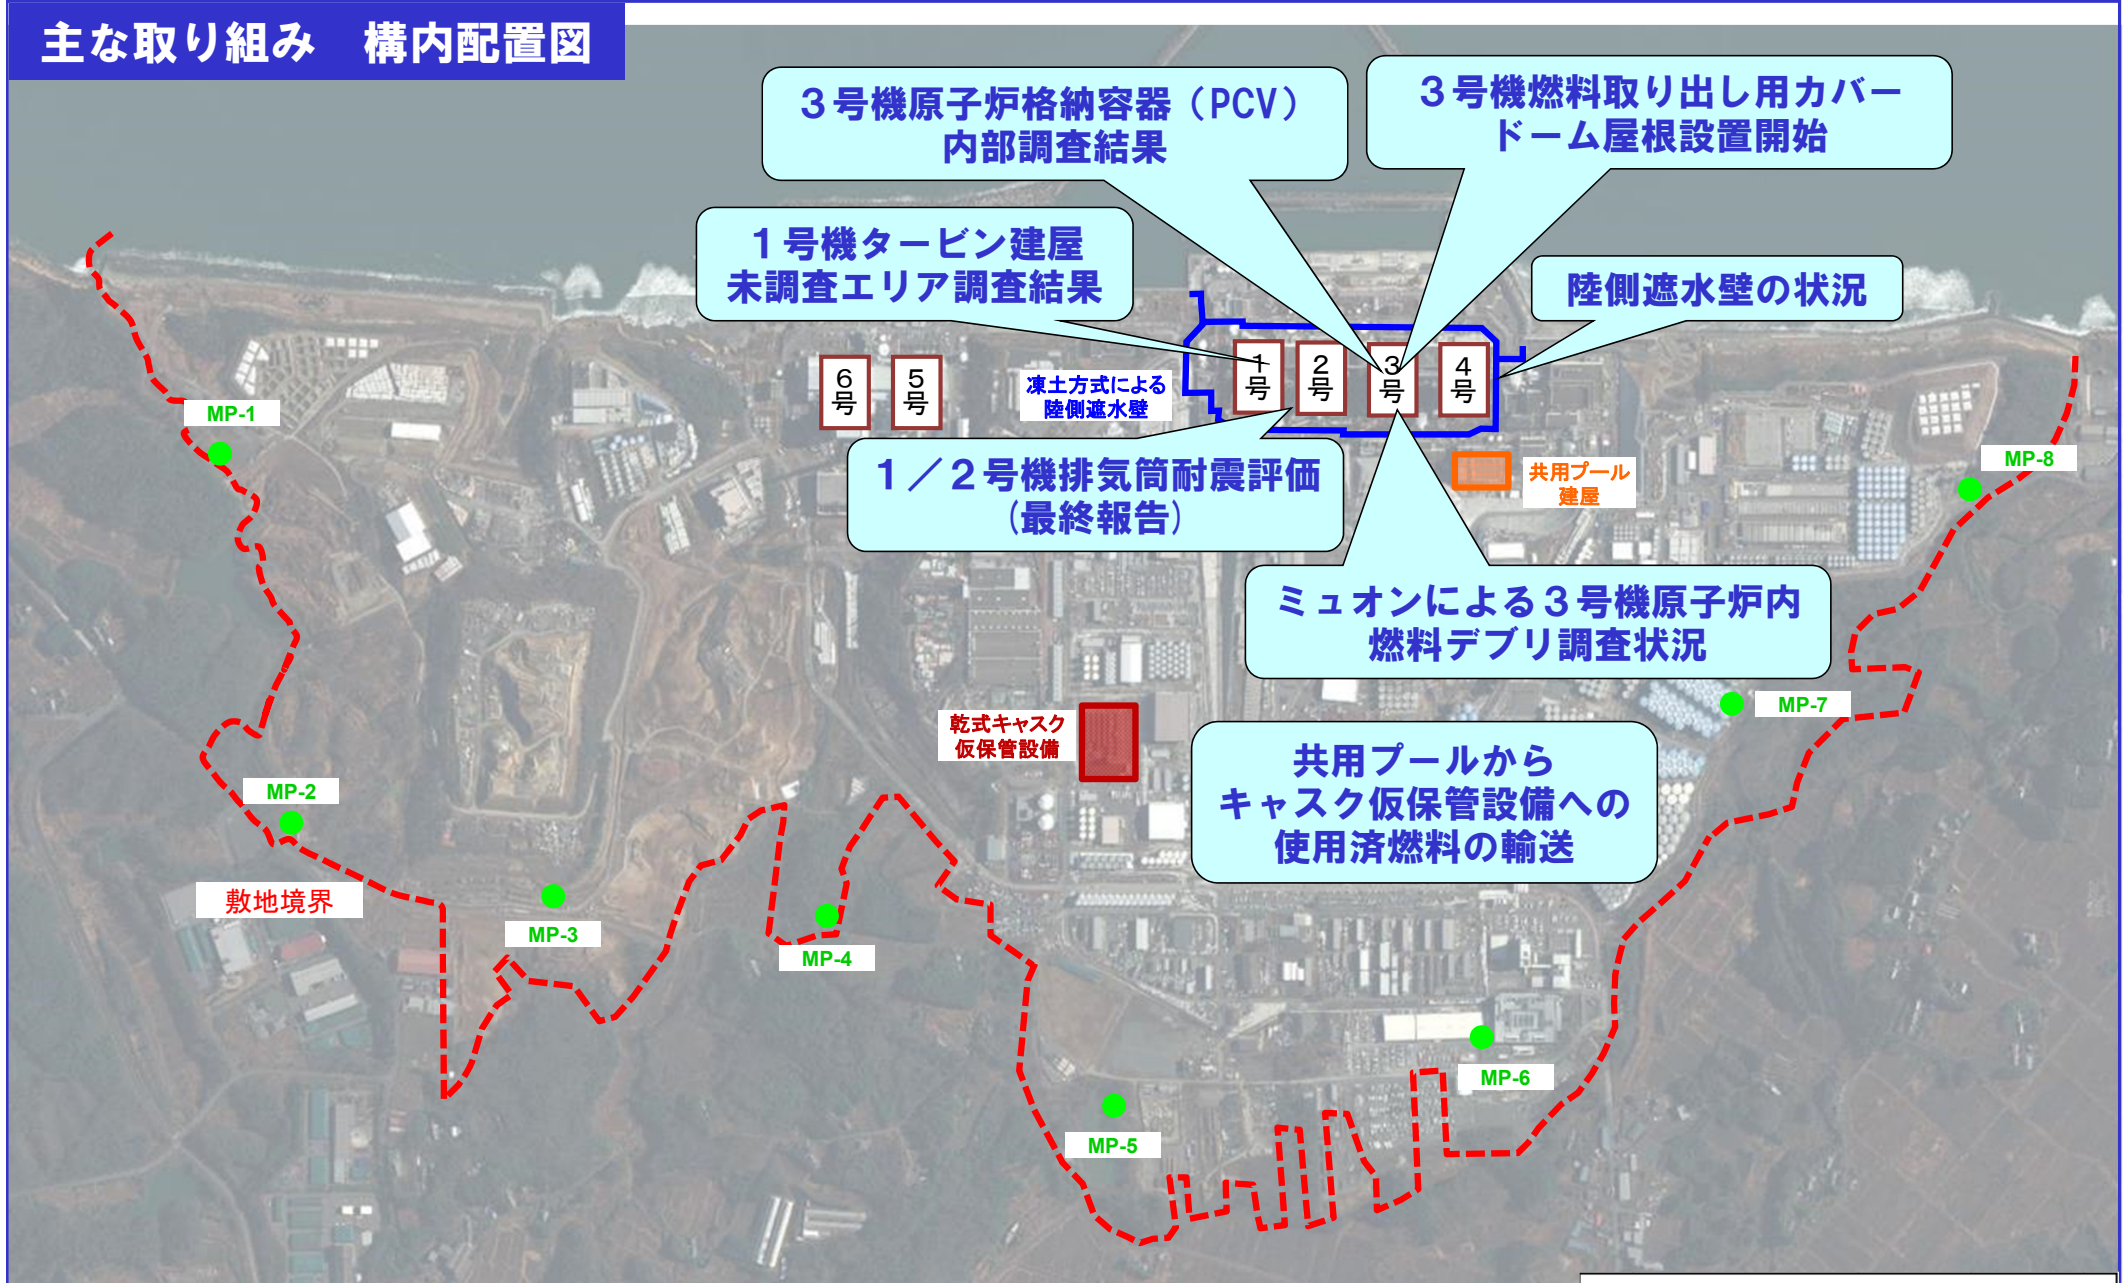 主な取り組み　構内配置図
３号機原子炉格納容器（PCV）
内部調査結果
３号機燃料取り出し用カバー
ドーム屋根設置開始
１号機タービン建屋
未調査エリア調査結果
陸側遮水壁の状況
6
号
5
号
凍土方式による
陸側遮水壁
1
号
2
号
3
号
4
号
MP-1
１／２号機排気筒耐震評価
(最終報告)
共用プール
建屋
MP-8
ミュオンによる３号機原子炉内
燃料デブリ調査状況
MP-7
乾式キャスク
仮保管設備
共用プールから
キャスク仮保管設備への
使用済燃料の輸送
MP-2
敷地境界
MP-3
MP-4
MP-6
MP-5